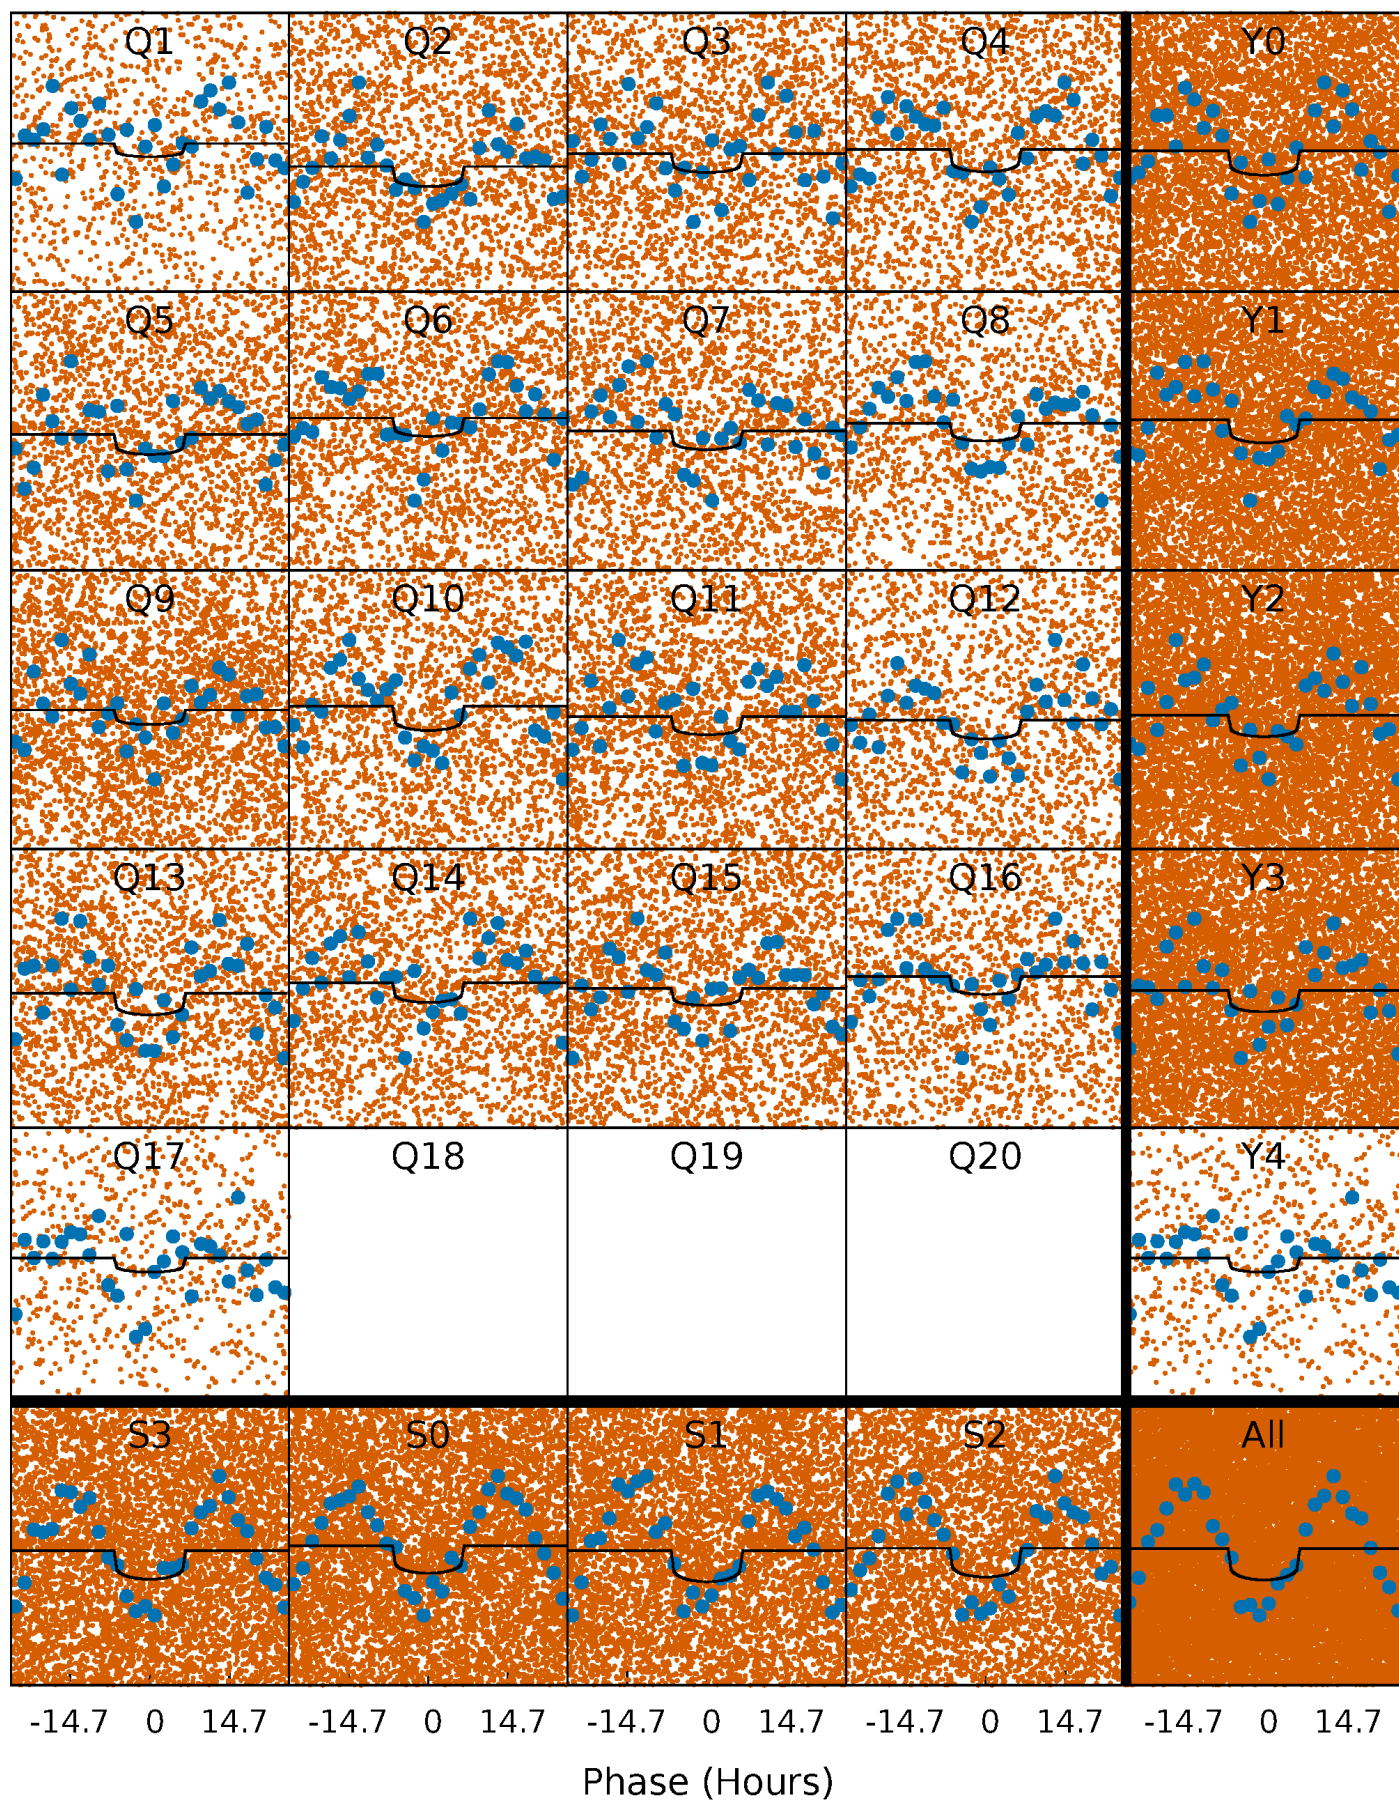 Q1 Q2 Q3 Q4 Y0
Q5 Q6 Q7 Q8 Y1
Q9 Q10 Q11 Q12 Y2
Q13 Q14 Q15 Q16 Y3
Q17 Q18 Q19 Q20 Y4
S3 S0 S1 S2 All
-14.7 0 14.7 -14.7 0 14.7 -14.7 0 14.7 -14.7 0 14.7 -14.7 0 14.7
Phase (Hours)